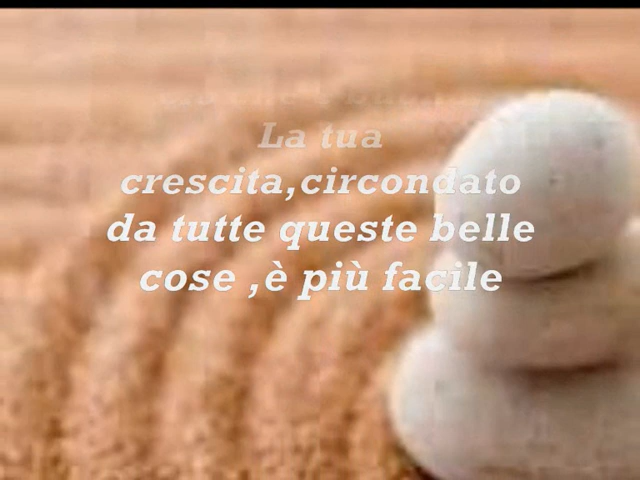 La tua
crescita,circondato
da tutte queste belle
cose ,è più facile